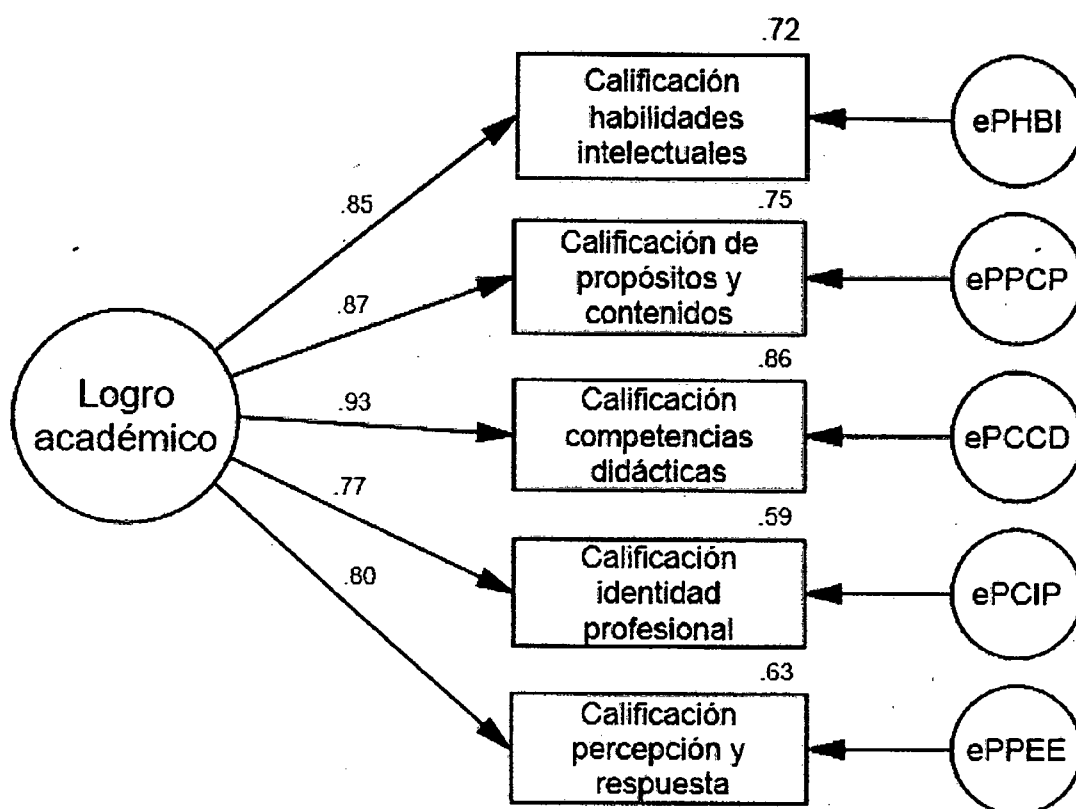 .72
Calificación
habilidades
intelectuales
ePHBI
.85
.75
Calificación de
propósitos y
contenidos
ePPCP
.87
.86
Logro
académico
.93
Calificación
competencias
didácticas
ePCCD
.77
.59
Calificación
identidad
profesional
ePCIP
.80
.63
Calificación
percepción y
respuesta
ePPEE